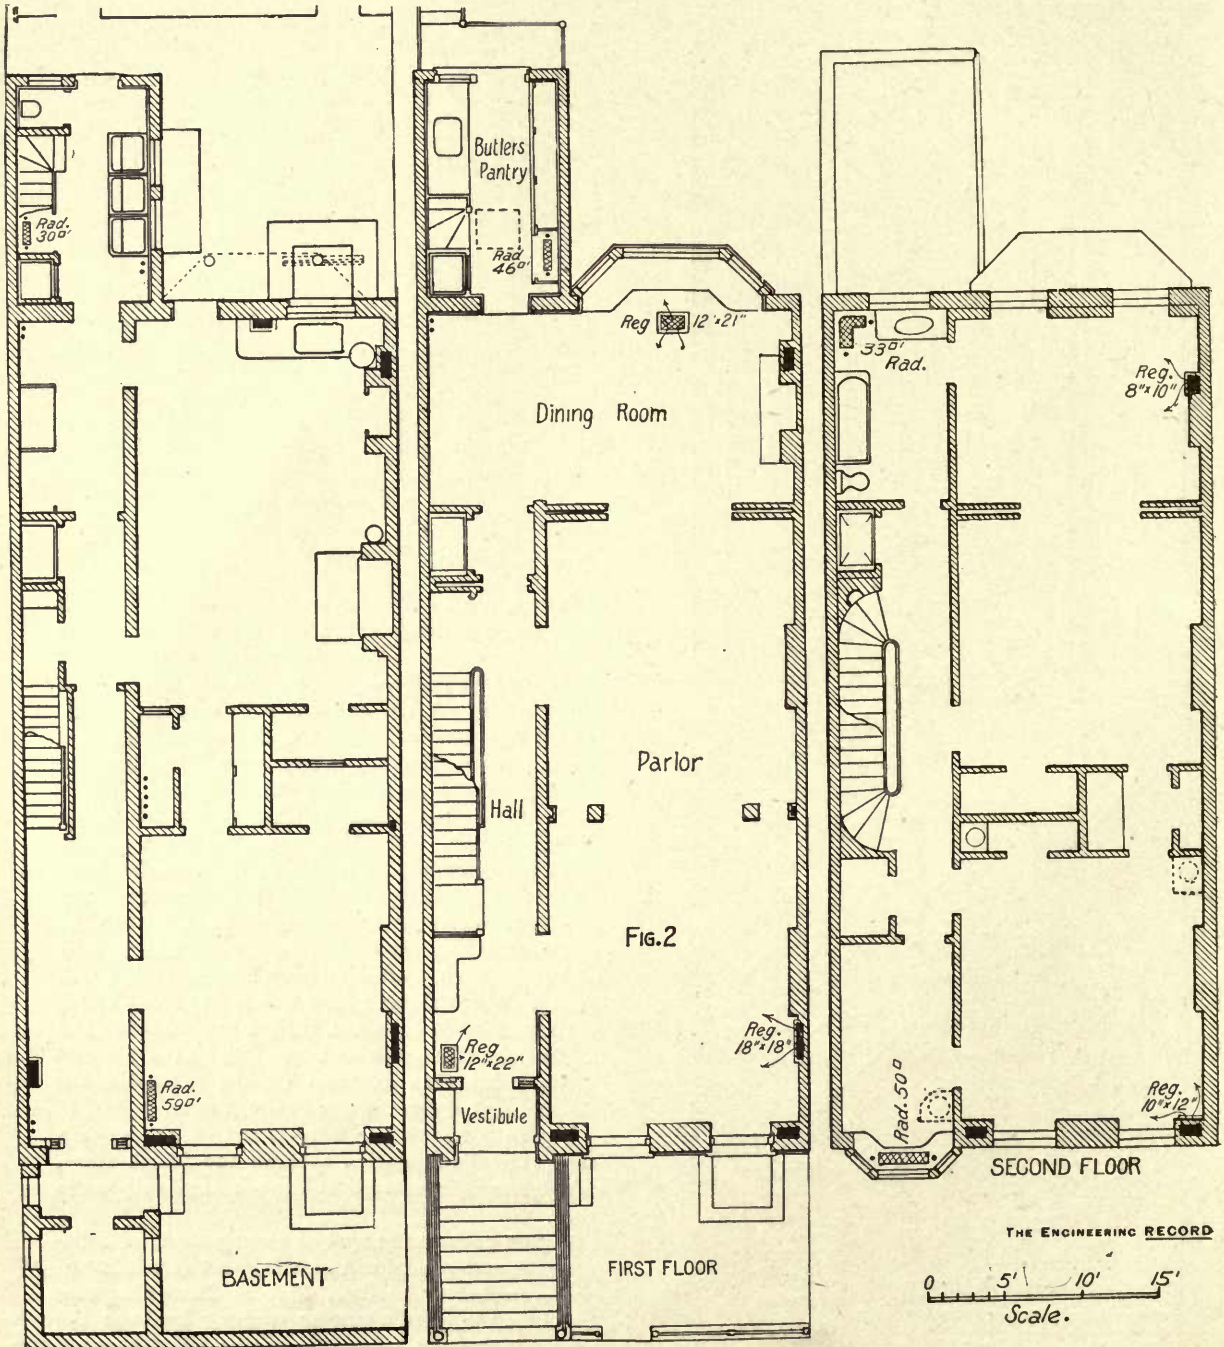 Rad.
30□'
Rad.
59□'
BASEMENT
Butlers
Pantry
Rad
46□'
Reg 12"x21"
Dining Room
Parlor
Hall
FIG. 2
Reg.
18"x18"
Reg
12"x22"
Vestibule
FIRST FLOOR
33□'
Rad.
Reg.
8"x10"
Rad. 50□
Reg.
10"x12"
SECOND FLOOR
THE ENGINEERING RECORD
0 5' 10' 15'
Scale.